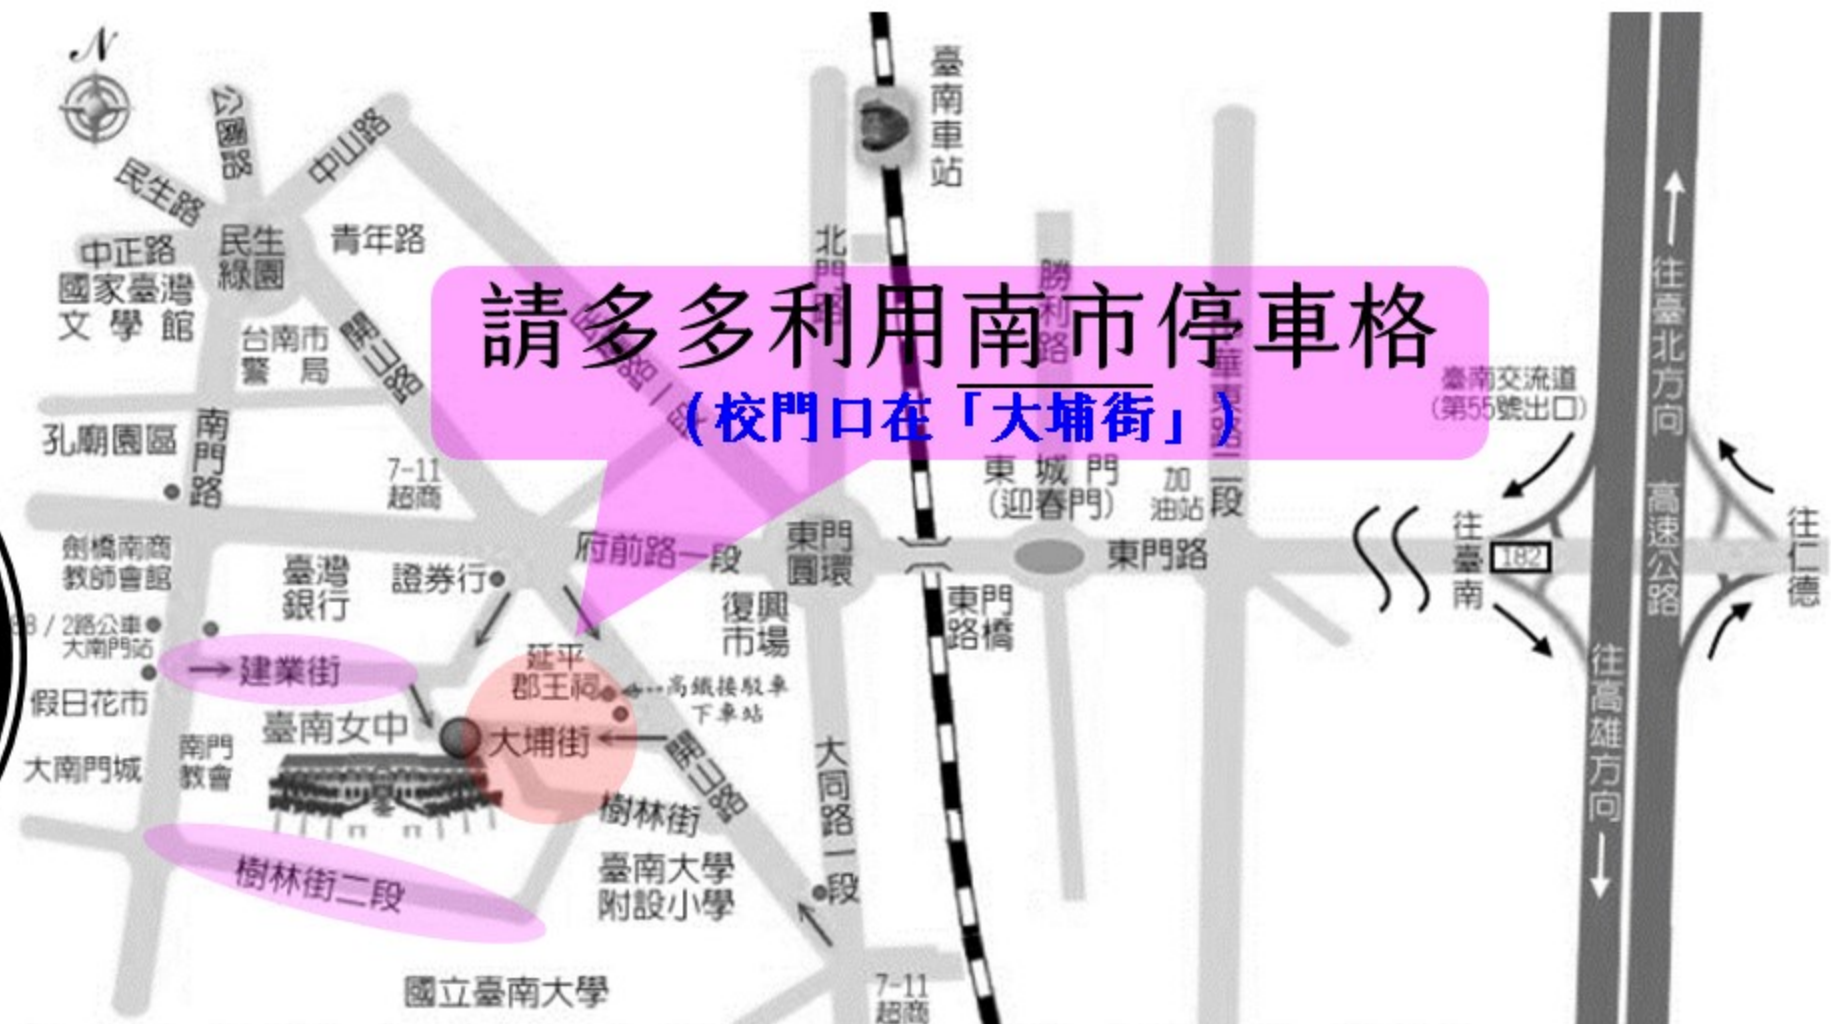 N
臺南車站
公園路
中山路
民生路
中正路
民生
綠園
青年路
北門路
國家臺灣
文學館
台南市
警局
開山路
請多多利用南市停車格
(校門口在「大埔街」)
勝利路
臺南交流道
(第55號出口)
往臺北方向
高速公路
孔廟園區
南門路
7-11
超商
東城門
(迎春門)
加
油站
府前路一段
東門
圓環
東門路
往臺南
182
往仁德
劍橋南商
教師會館
臺灣
銀行
證券行
復興
市場
東門
路橋
/2路公車
大南門站
建業街
延平
郡王祠
高鐵接駁車
下車站
假日花市
臺南女中
大埔街
往高雄方向
大南門城
南門
教會
開山路
大同路一段
樹林街
樹林街二段
臺南大學
附設小學
國立臺南大學
7-11
超商